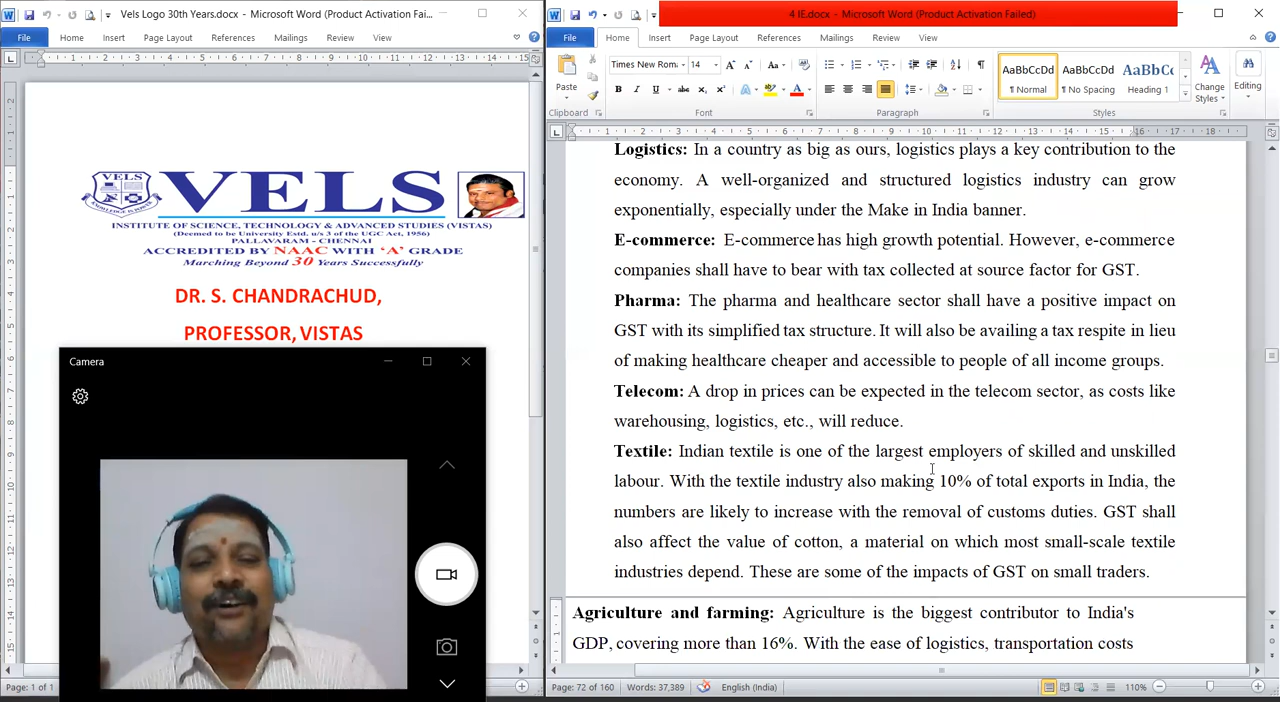 Vels Logo 30th Years.docx - Microsoft Word (Product Activation Fai...
File Home Insert Page Layout References Mailings Review View
VELS
VELS
INSTITUTE OF SCIENCE, TECHNOLOGY & ADVANCED STUDIES (VISTAS)
(Deemed to be University Estd. u/s 3 of the UGC Act, 1956)
PALLAVARAM - CHENNAI
ACCREDITED BY NAAC WITH 'A' GRADE
Marching Beyond 30 Years Successfully
DR. S. CHANDRACHUD,
PROFESSOR, VISTAS
Camera
Page: 1 of 1
4 IE.docx - Microsoft Word (Product Activation Failed)
File Home Insert Page Layout References Mailings Review View
Paste
Clipboard
Times New Rom 14
Font
Paragraph
AaBbCcDd AaBbCcDd AaBbCc
¶ Normal ¶ No Spacing Heading 1
Styles
Change
Styles
Editing
Logistics: In a country as big as ours, logistics plays a key contribution to the
economy. A well-organized and structured logistics industry can grow
exponentially, especially under the Make in India banner.
E-commerce: E-commerce has high growth potential. However, e-commerce
companies shall have to bear with tax collected at source factor for GST.
Pharma: The pharma and healthcare sector shall have a positive impact on
GST with its simplified tax structure. It will also be availing a tax respite in lieu
of making healthcare cheaper and accessible to people of all income groups.
Telecom: A drop in prices can be expected in the telecom sector, as costs like
warehousing, logistics, etc., will reduce.
Textile: Indian textile is one of the largest employers of skilled and unskilled
labour. With the textile industry also making 10% of total exports in India, the
numbers are likely to increase with the removal of customs duties. GST shall
also affect the value of cotton, a material on which most small-scale textile
industries depend. These are some of the impacts of GST on small traders.
Agriculture and farming: Agriculture is the biggest contributor to India's
GDP, covering more than 16%. With the ease of logistics, transportation costs
Page: 72 of 160 Words: 37,389 English (India) 110%